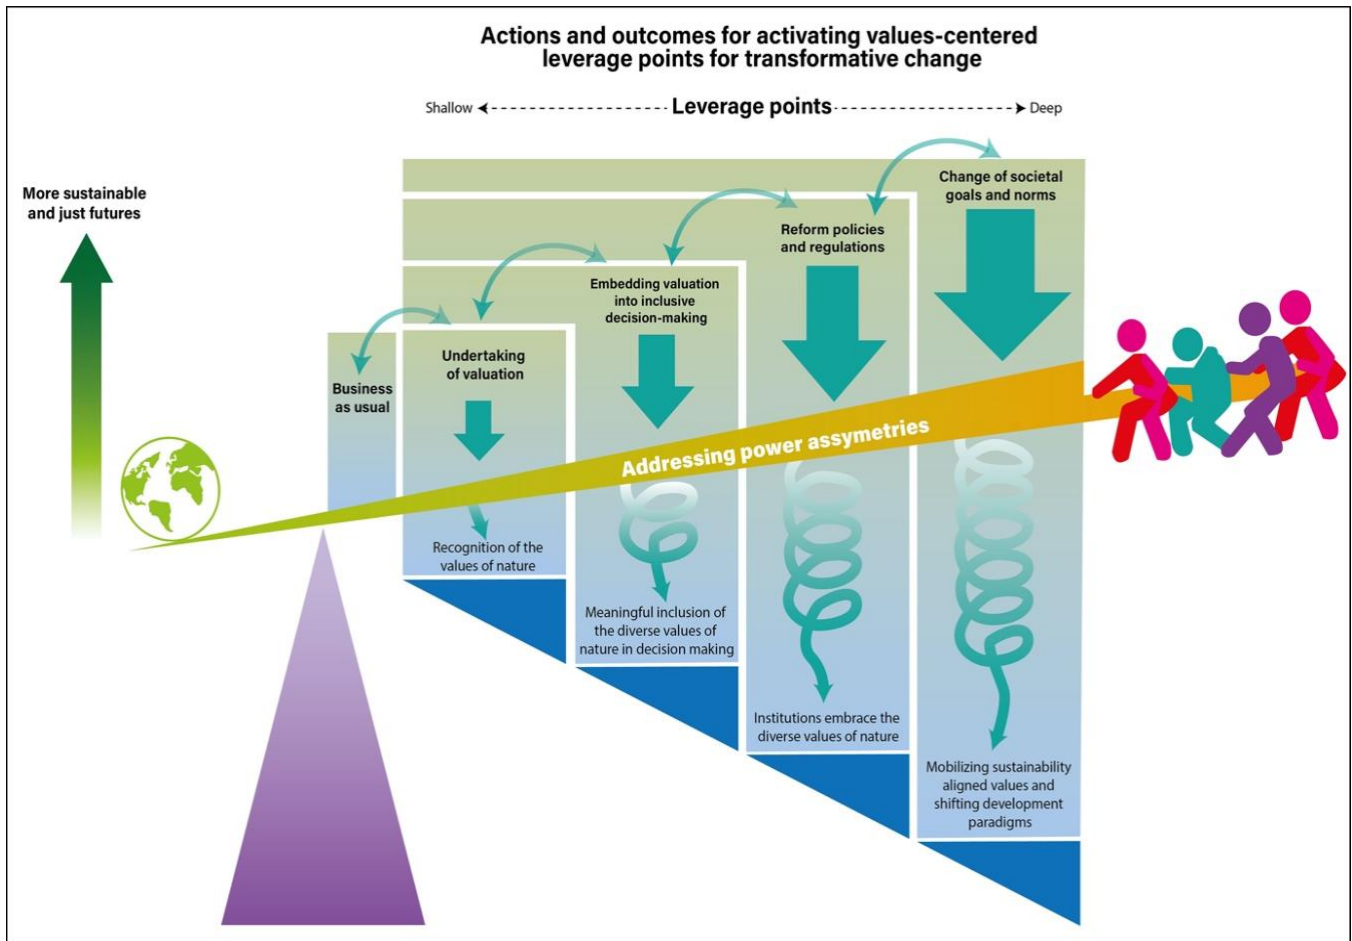 Actions and outcomes for activating values-centered
leverage points for transformative change
Shallow
Leverage points
Deep
More sustainable
and just futures
Business
as usual
Undertaking
of valuation
Embedding valuation
into inclusive
decision-making
Reform policies
and regulations
Change of societal
goals and norms
Addressing power assymetries
Recognition of the
values of nature
Meaningful inclusion of
the diverse values of
nature in decision making
Institutions embrace the
diverse values of nature
Mobilizing sustainability
aligned values and
shifting development
paradigms